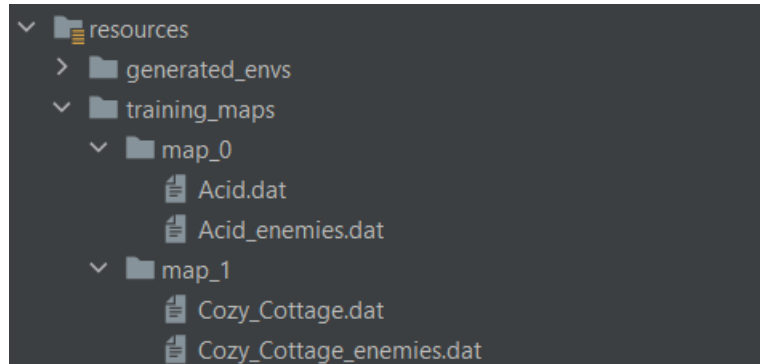 resources
generated_envs
training_maps
map_0
Acid.dat
Acid_enemies.dat
map_1
Cozy_Cottage.dat
Cozy_Cottage_enemies.dat